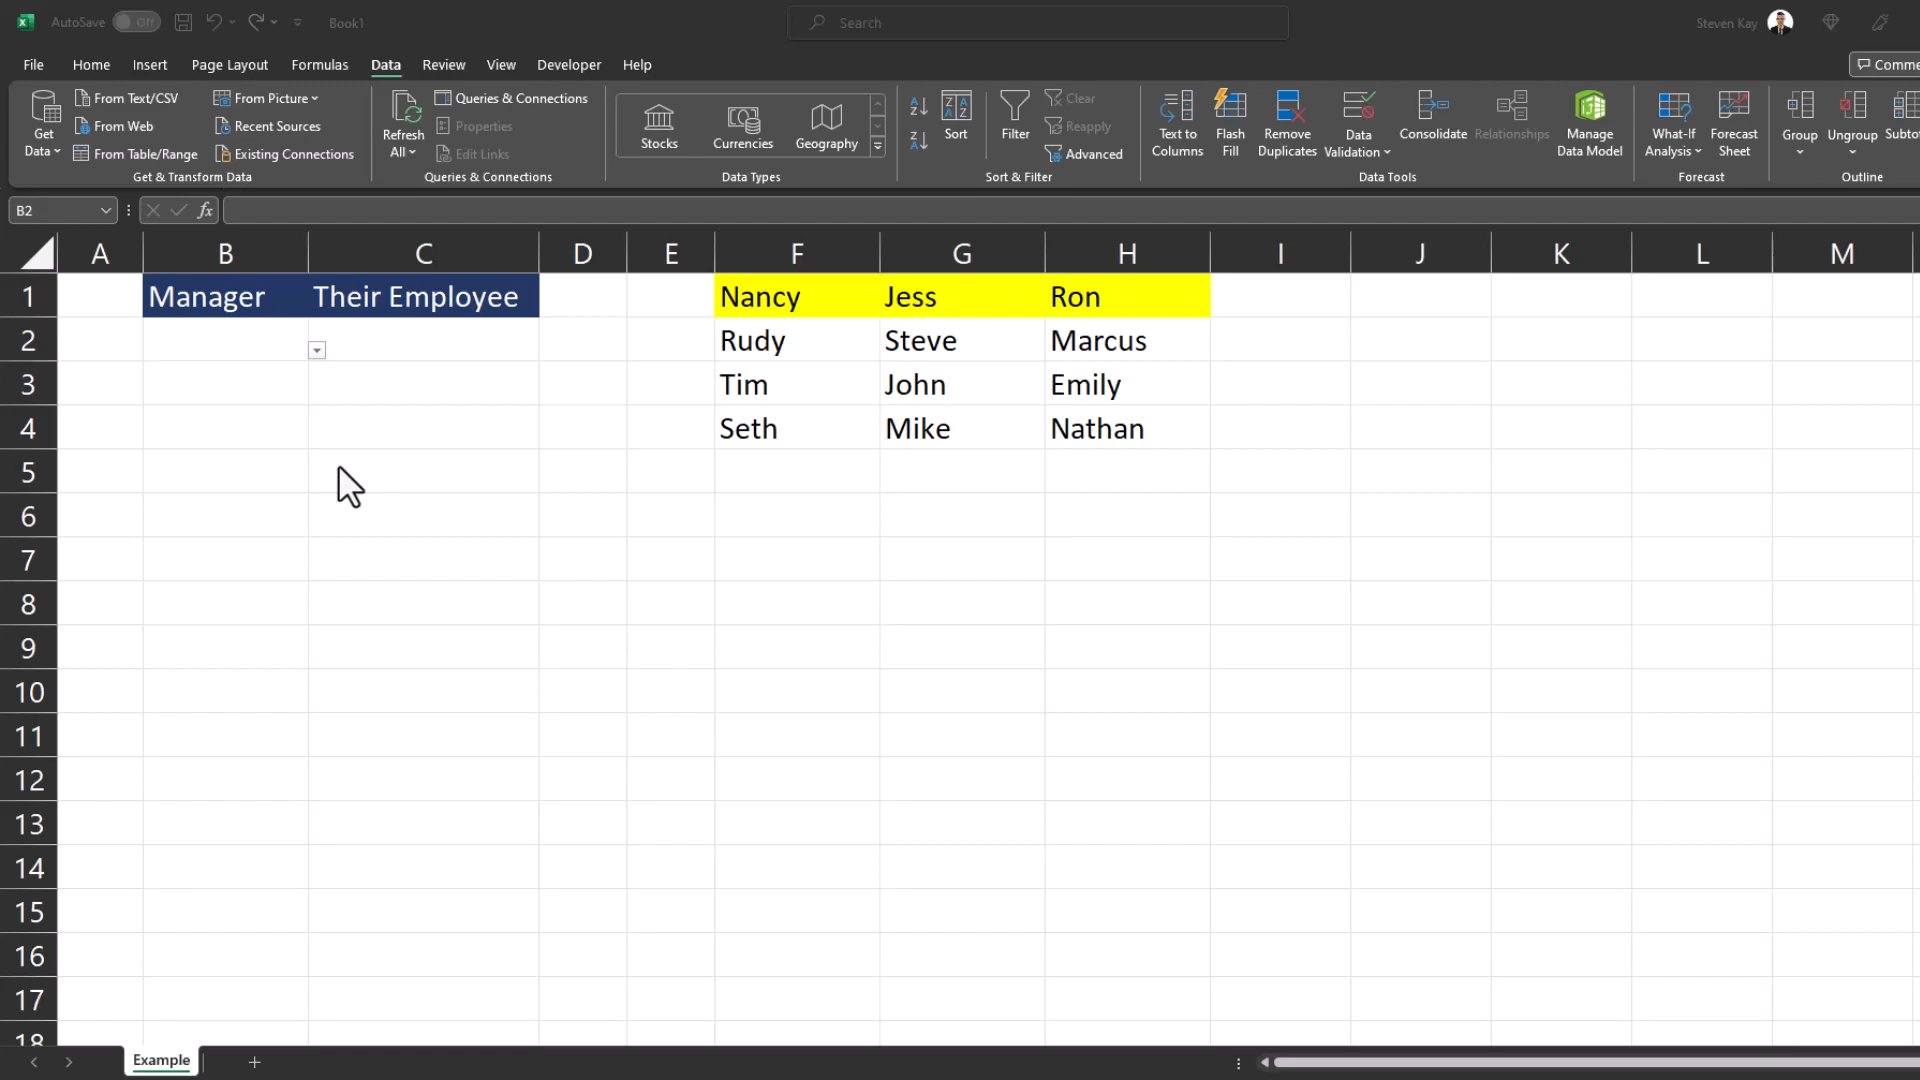 AutoSave Off Book1 Search Steven Kay
File Home Insert Page Layout Formulas Data Review View Developer Help Comme
Get Data
From Text/CSV
From Web
From Table/Range
From Picture
Recent Sources
Existing Connections
Get & Transform Data
Refresh All
Queries & Connections
Properties
Edit Links
Queries & Connections
Stocks Currencies Geography
Data Types
Sort
Filter
Clear
Reapply
Advanced
Sort & Filter
Text to Columns
Flash Fill
Remove Duplicates
Data Validation
Consolidate
Relationships
Manage Data Model
Data Tools
What-If Analysis
Forecast Sheet
Forecast
Group
Ungroup
Subto
Outline
B2 fx
A B C D E F G H I J K L M
1 Manager Their Employee Nancy Jess Ron
2 Rudy Steve Marcus
3 Tim John Emily
4 Seth Mike Nathan
5
6
7
8
9
10
11
12
13
14
15
16
17
18
Example